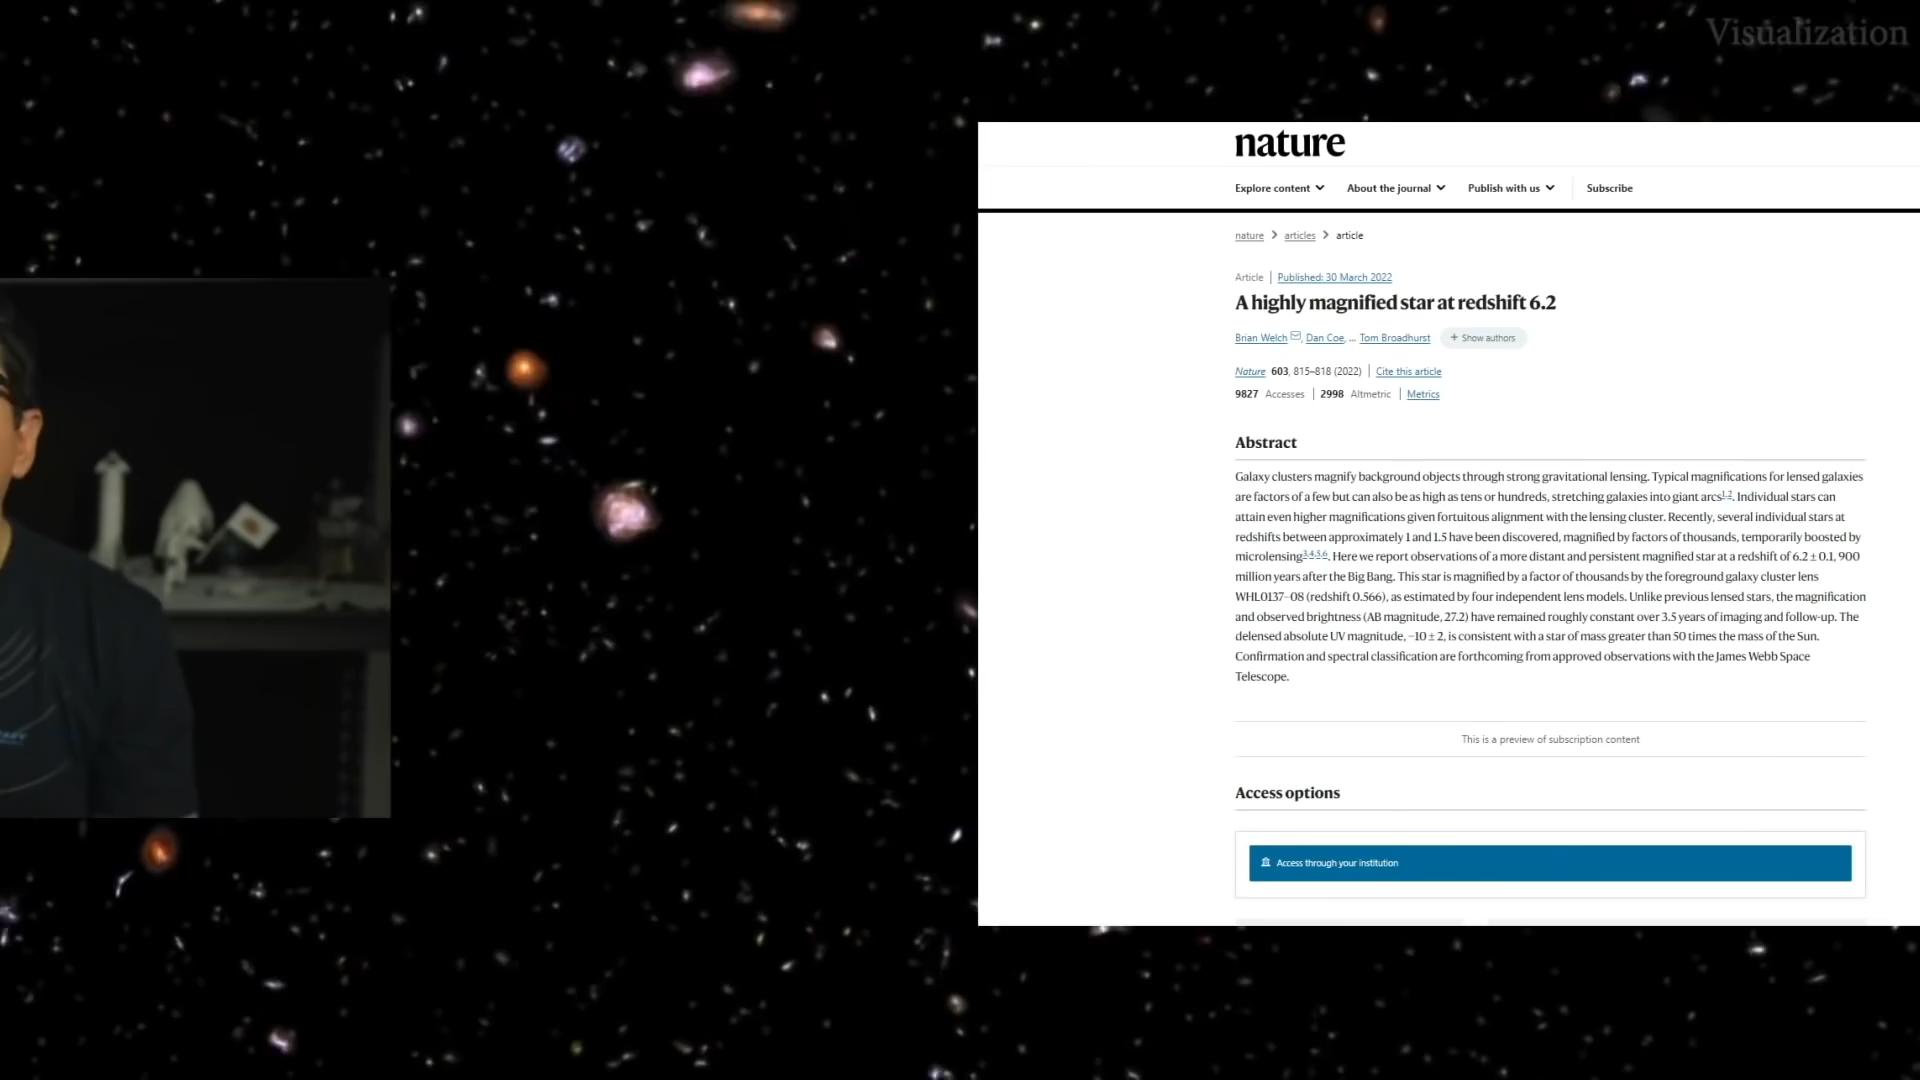 Visualization
nature
Explore content About the journal Publish with us Subscribe
nature > articles > article
Article | Published: 30 March 2022
A highly magnified star at redshift 6.2
Brian Welch, Dan Coe, ... Tom Broadhurst + Show authors
Nature 603, 815–818 (2022) | Cite this article
9827 Accesses | 2998 Altmetric | Metrics
Abstract
Galaxy clusters magnify background objects through strong gravitational lensing. Typical magnifications for lensed galaxies
are factors of a few but can also be as high as tens or hundreds, stretching galaxies into giant arcs1,2. Individual stars can
attain even higher magnifications given fortuitous alignment with the lensing cluster. Recently, several individual stars at
redshifts between approximately 1 and 1.5 have been discovered, magnified by factors of thousands, temporarily boosted by
microlensing3,4,5,6. Here we report observations of a more distant and persistent magnified star at a redshift of 6.2 ± 0.1, 900
million years after the Big Bang. This star is magnified by a factor of thousands by the foreground galaxy cluster lens
WHL0137–08 (redshift 0.566), as estimated by four independent lens models. Unlike previous lensed stars, the magnification
and observed brightness (AB magnitude, 27.2) have remained roughly constant over 3.5 years of imaging and follow-up. The
delensed absolute UV magnitude, −10 ± 2, is consistent with a star of mass greater than 50 times the mass of the Sun.
Confirmation and spectral classification are forthcoming from approved observations with the James Webb Space
Telescope.
This is a preview of subscription content
Access options
Access through your institution